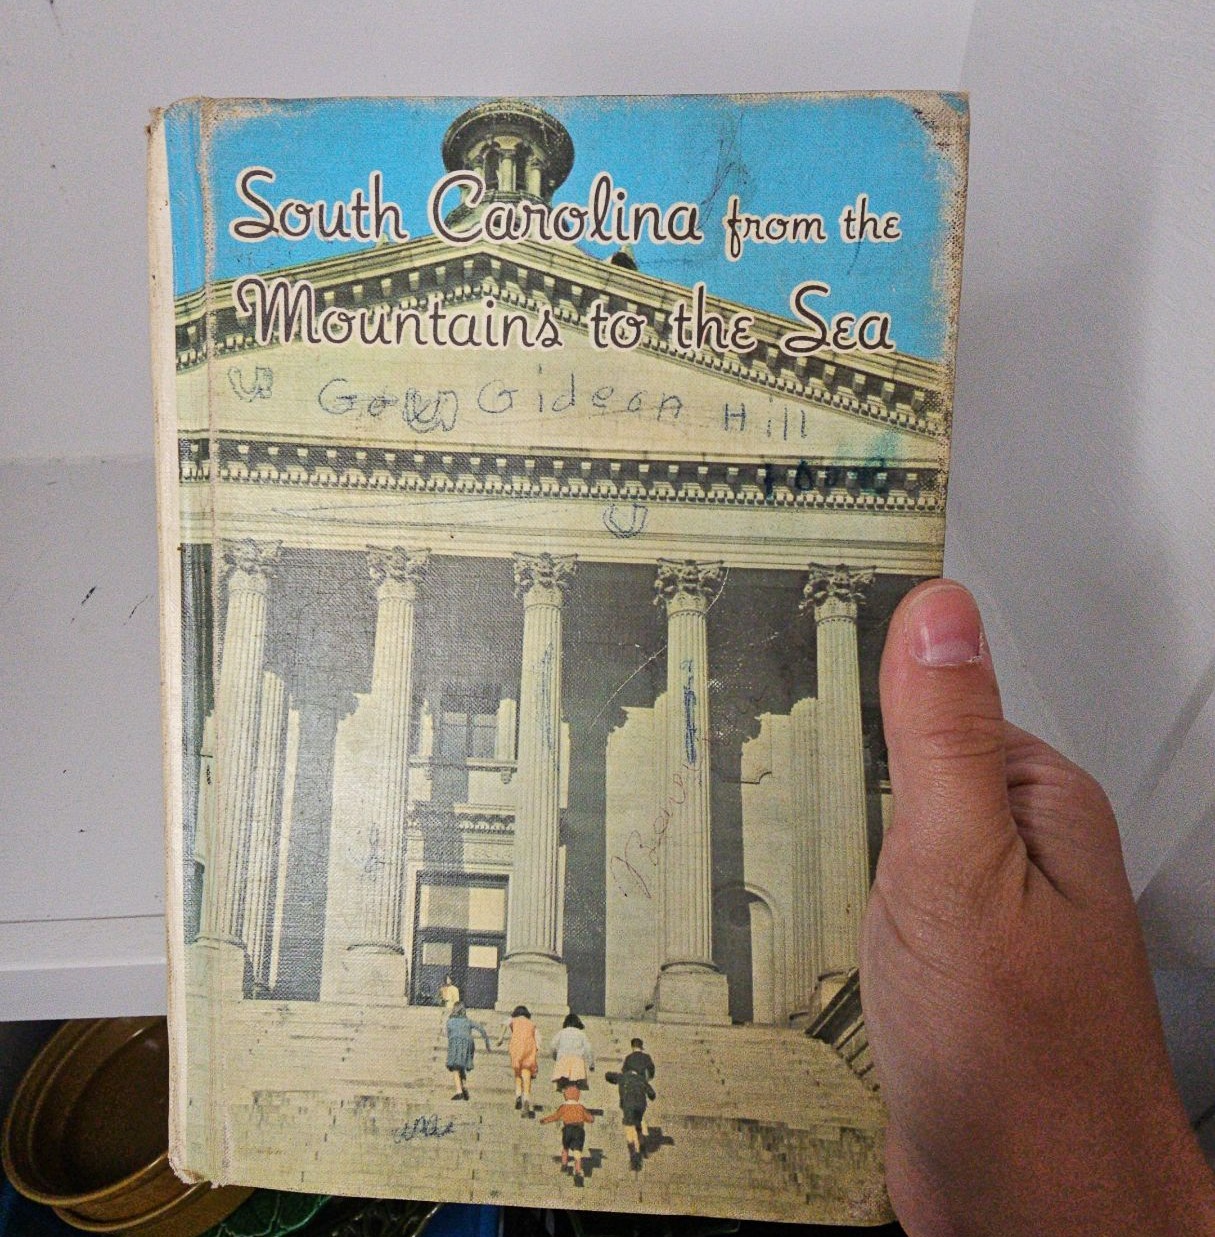 South Carolina from the
Mountains to the Sea
Gideon Hill